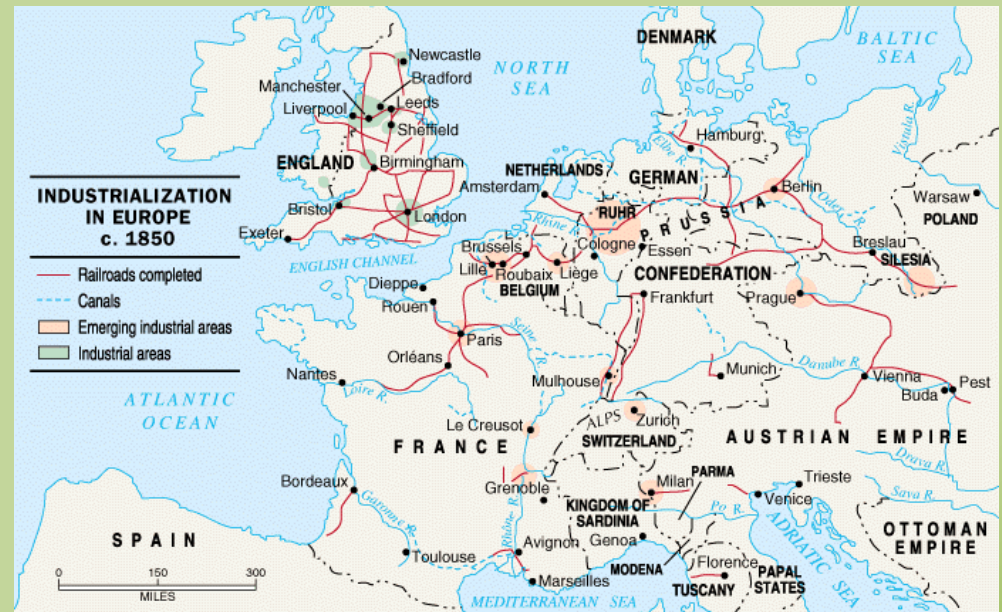 INDUSTRIALIZATION
IN EUROPE
c. 1850
Railroads completed
Canals
Emerging industrial areas
Industrial areas
DENMARK
BALTIC
SEA
NORTH
SEA
Newcastle
Bradford
Manchester
Leeds
Liverpool
Sheffield
ENGLAND
Birmingham
Bristol
London
Exeter
ENGLISH CHANNEL
Hamburg
Elbe R.
Vistula R.
NETHERLANDS
Amsterdam
GERMAN
Berlin
Warsaw
POLAND
RUHR
PRUSSIA
Oder R.
Rhine R.
Cologne
Essen
Breslau
SILESIA
Brussels
Lille
Roubaix
Liège
BELGIUM
CONFEDERATION
Dieppe
Rouen
Frankfurt
Prague
Paris
Seine R.
Orléans
Nantes
Loire R.
Mulhouse
Munich
Danube R.
Vienna
Pest
Buda
ATLANTIC
OCEAN
Le Creusot
ALPS
Zurich
SWITZERLAND
FRANCE
AUSTRIAN EMPIRE
Drava R.
Bordeaux
Garonne R.
Grenoble
Rhône R.
Milan
PARMA
Trieste
Venice
Sava R.
KINGDOM OF
SARDINIA
Po R.
Genoa
OTTOMAN
EMPIRE
ADRIATIC SEA
SPAIN
Toulouse
Avignon
MODENA
Florence
PAPAL
STATES
TUSCANY
Marseilles
MEDITERRANEAN SEA
0 150 300
MILES